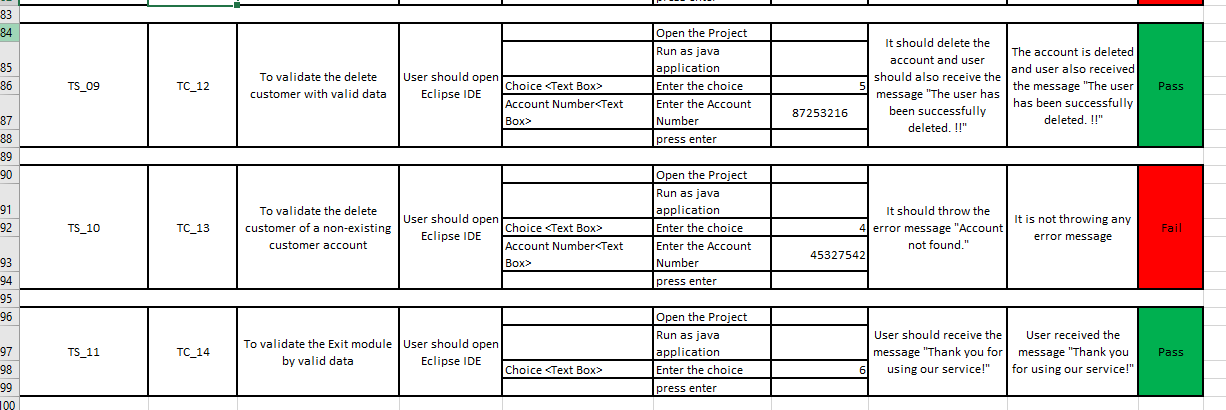 83
84
85
86
87
88
89
90
91
92
93
94
95
96
97
98
99
100
TS_09
TC_12
To validate the delete
customer with valid data
User should open
Eclipse IDE
Open the Project
Run as java
application
Choice <Text Box>
Enter the choice
5
Account Number<Text
Box>
Enter the Account
Number
87253216
press enter
It should delete the
account and user
should also receive the
message "The user has
been successfully
deleted. !!"
The account is deleted
and user also received
the message "The user
has been successfully
deleted. !!"
Pass
TS_10
TC_13
To validate the delete
customer of a non-existing
customer account
User should open
Eclipse IDE
Open the Project
Run as java
application
Choice <Text Box>
Enter the choice
4
Account Number<Text
Box>
Enter the Account
Number
45327542
press enter
It should throw the
error message "Account
not found."
It is not throwing any
error message
Fail
TS_11
TC_14
To validate the Exit module
by valid data
User should open
Eclipse IDE
Open the Project
Run as java
application
Choice <Text Box>
Enter the choice
6
press enter
User should receive the
message "Thank you for
using our service!"
User received the
message "Thank you
for using our service!"
Pass